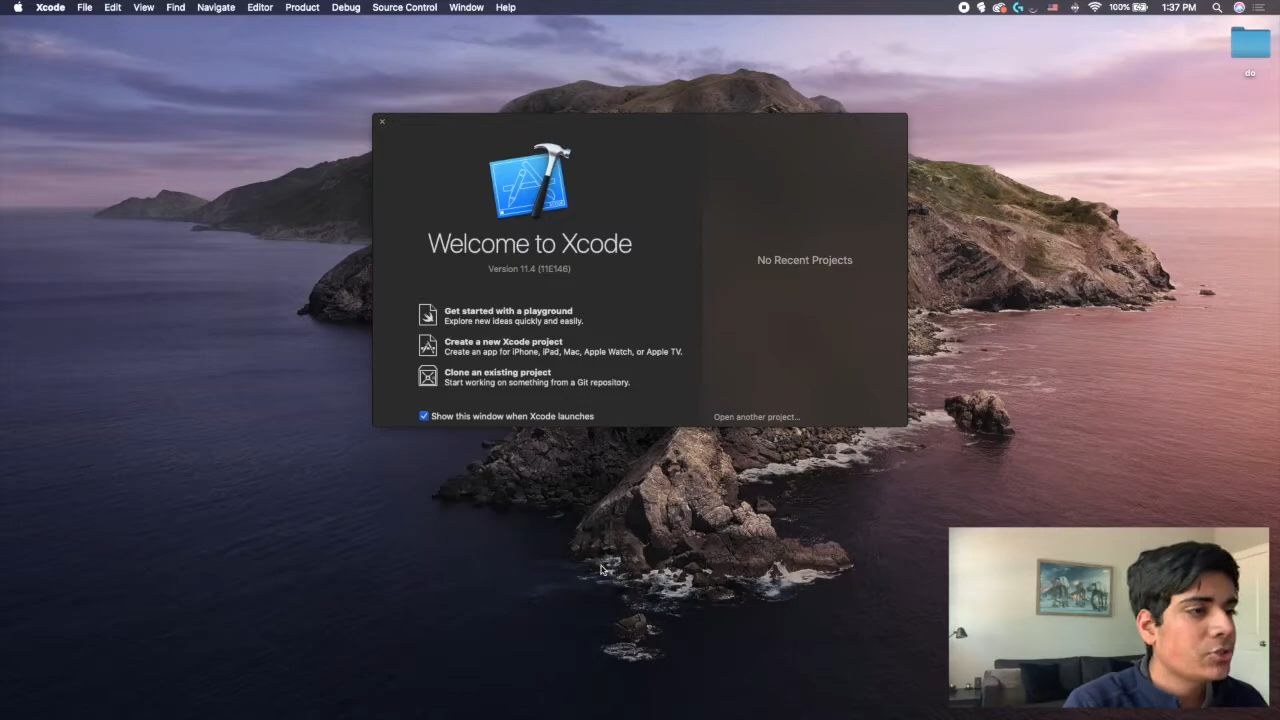 Xcode File Edit View Find Navigate Editor Product Debug Source Control Window Help 100% 1:37 PM
do
Welcome to Xcode
Version 11.4 (11E146)
Get started with a playground
Explore new ideas quickly and easily.
Create a new Xcode project
Create an app for iPhone, iPad, Mac, Apple Watch, or Apple TV.
Clone an existing project
Start working on something from a Git repository.
Show this window when Xcode launches
No Recent Projects
Open another project...